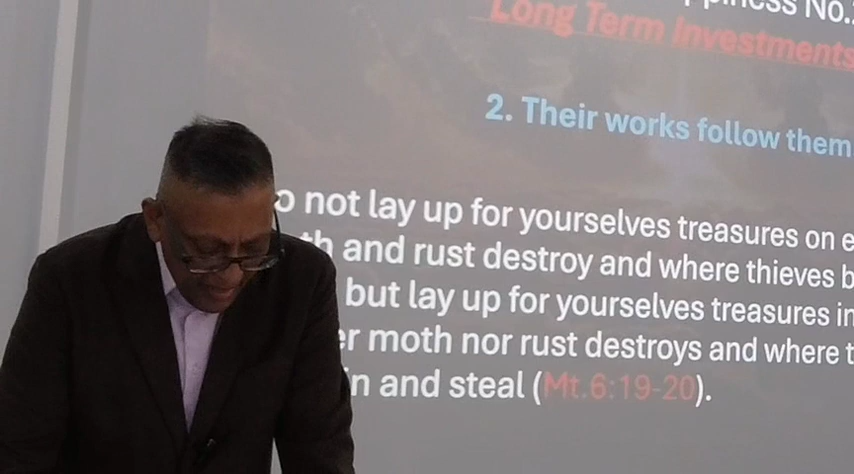 No.
Long Term Investments
2. Their works follow them
not lay up for yourselves treasures on
and rust destroy and where thieves
but lay up for yourselves treasures in
moth nor rust destroys and where
and steal (Mt.6:19-20).